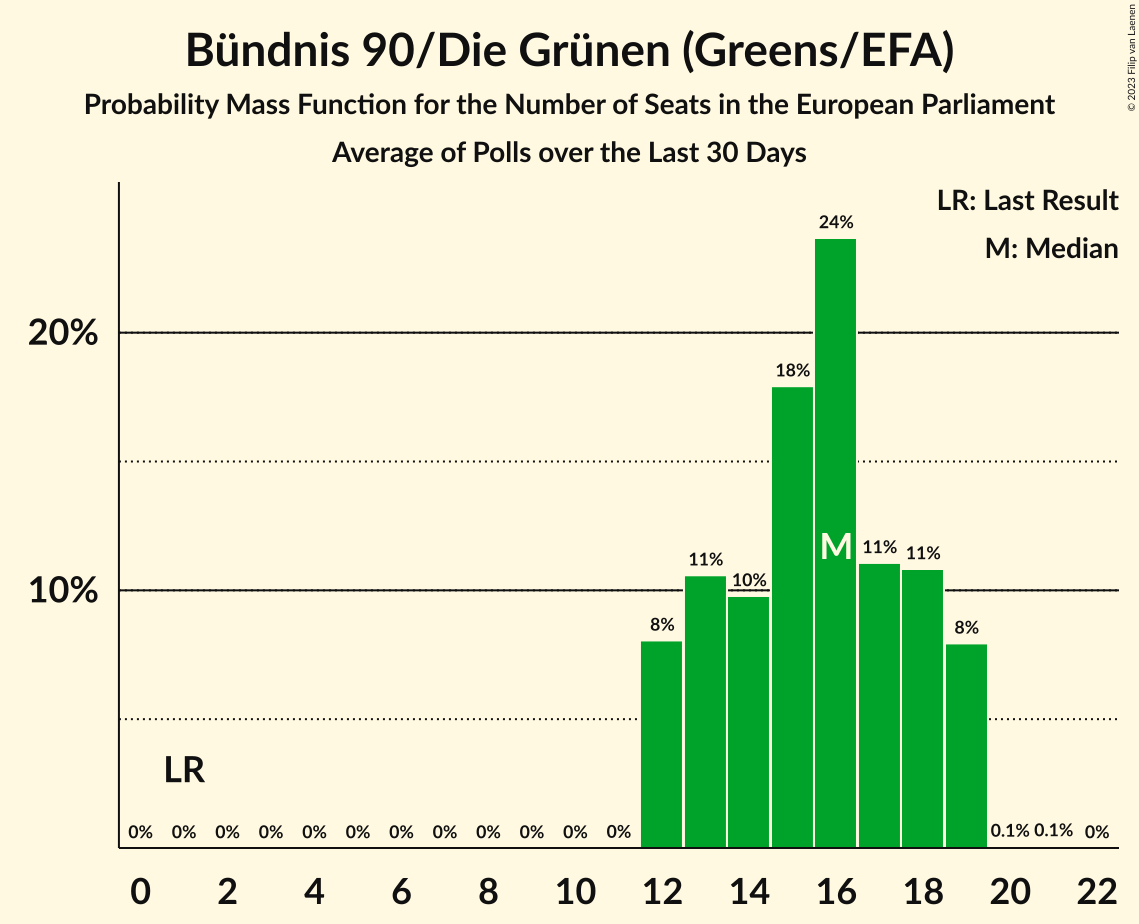 Bündnis 90/Die Grünen (Greens/EFA)
Probability Mass Function for the Number of Seats in the European Parliament
Average of Polls over the Last 30 Days
© 2023 Filip van Laenen
LR: Last Result
M: Median
24%
20%
18%
M
11%
11%
11%
10%
10%
8%
8%
LR
0% 0% 0% 0% 0% 0% 0% 0% 0% 0% 0% 0% 0.1% 0.1% 0%
0 2 4 6 8 10 12 14 16 18 20 22